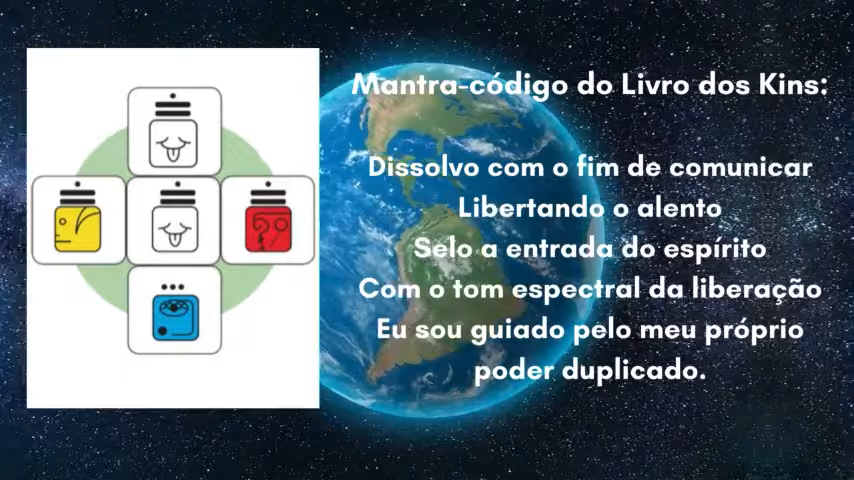 Mantra-código do Livro dos Kins:
Dissolvo com o fim de comunicar
Libertando o alento
Selo a entrada do espírito
Com o tom espectral da liberação
Eu sou guiado pelo meu próprio
poder duplicado.